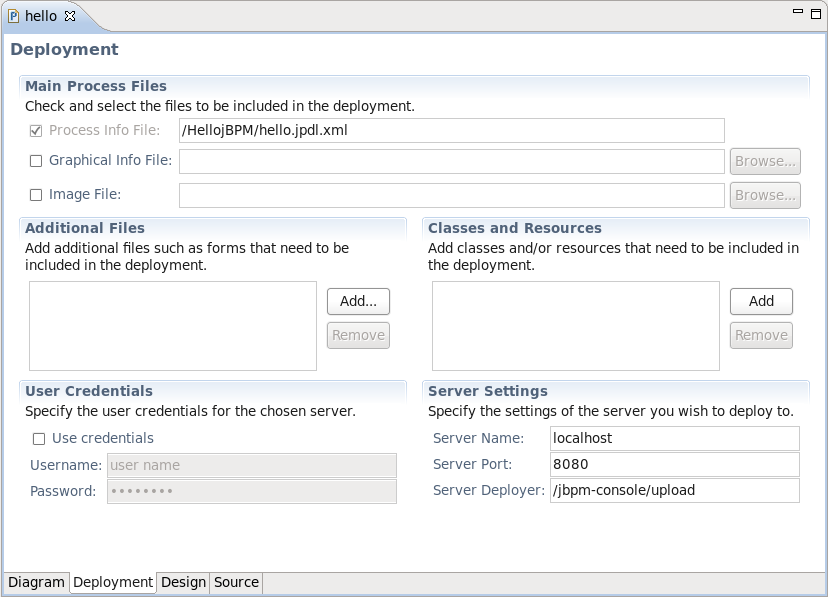 hello
Deployment
Main Process Files
Check and select the files to be included in the deployment.
Process Info File: /HellojBPM/hello.jpdl.xml
Graphical Info File: Browse...
Image File: Browse...
Additional Files
Add additional files such as forms that need to be
included in the deployment.
Add...
Remove
Classes and Resources
Add classes and/or resources that need to be included in
the deployment.
Add
Remove
User Credentials
Specify the user credentials for the chosen server.
Use credentials
Username: user name
Password: ••••••••
Server Settings
Specify the settings of the server you wish to deploy to.
Server Name: localhost
Server Port: 8080
Server Deployer: /jbpm-console/upload
Diagram Deployment Design Source